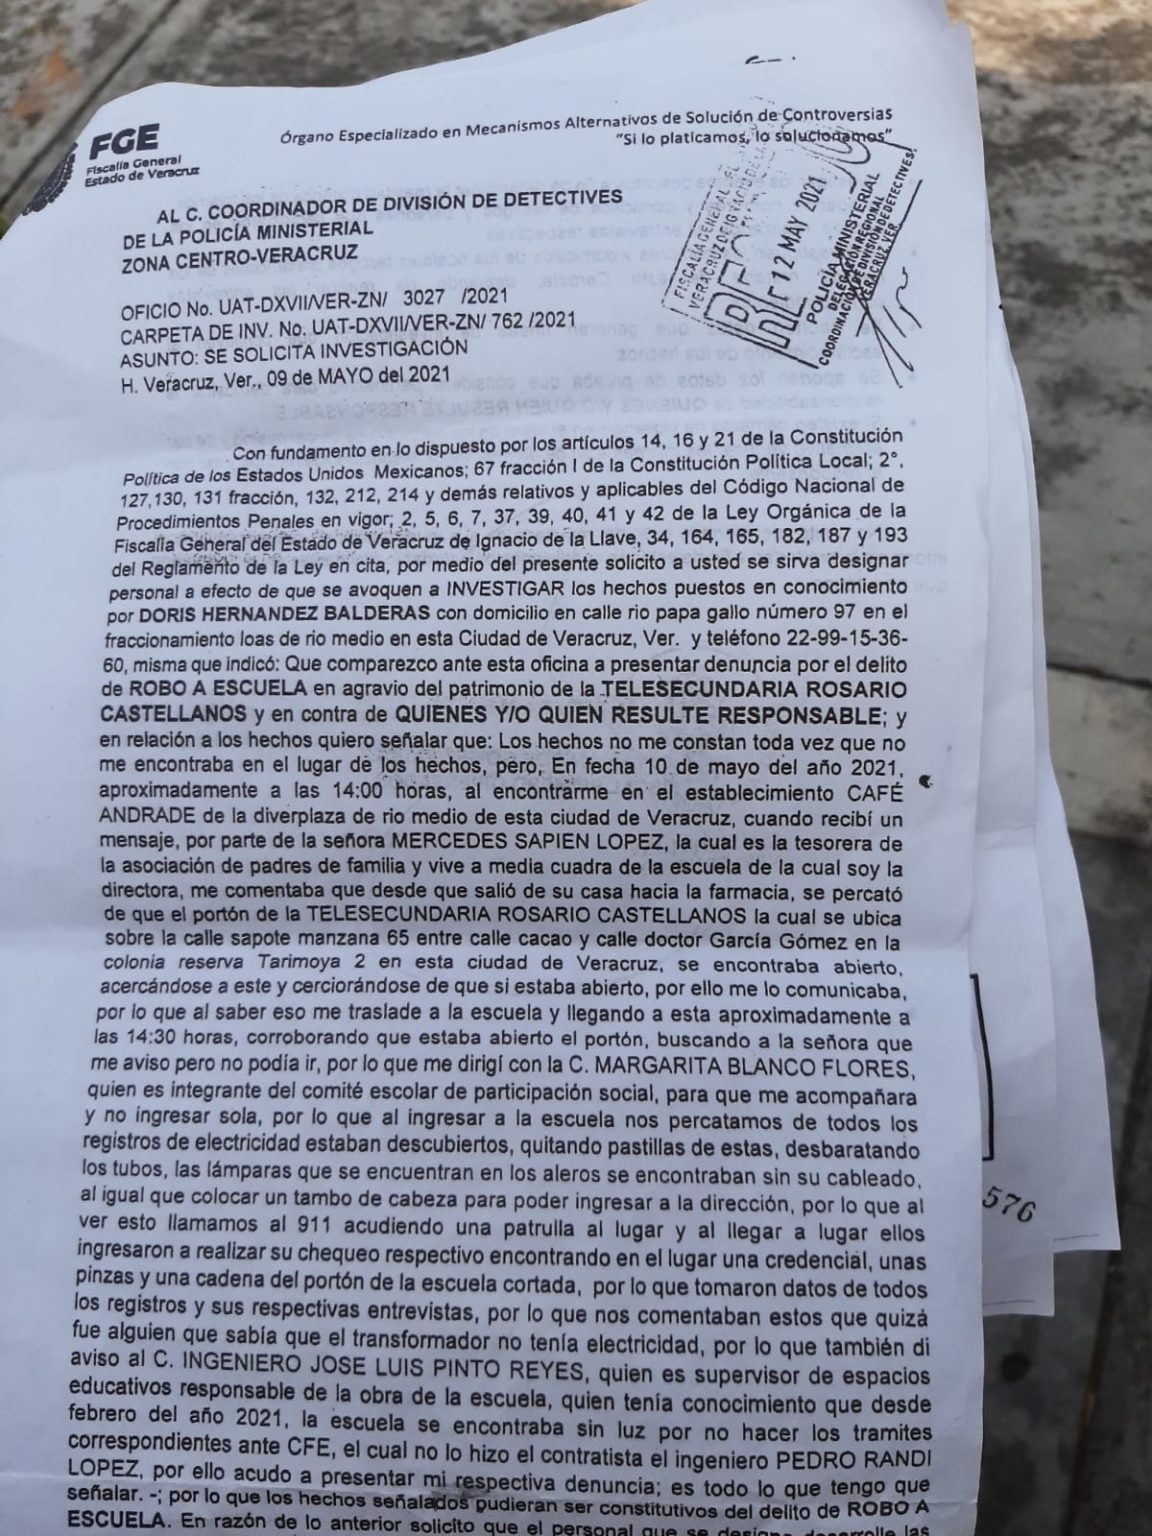 FGE
Fiscalía General
Estado de Veracruz
Órgano Especializado en Mecanismos Alternativos de Solución de Controversias
"Si lo platicamos, lo solucionamos"
AL C. COORDINADOR DE DIVISIÓN DE DETECTIVES
DE LA POLICÍA MINISTERIAL
ZONA CENTRO-VERACRUZ
FISCALIA GENERAL
VERACRUZ DE IGNACIO DE LA
12 MAY 2021
POLICÍA MINISTERIAL
DELEGACIÓN REGIONAL
COORDINACIÓN DE DIVISIÓN DE DETECTIVES
VERACRUZ, VER.
OFICIO No. UAT-DXVII/VER-ZN/ 3027 /2021
CARPETA DE INV. No. UAT-DXVII/VER-ZN/ 762 /2021
ASUNTO: SE SOLICITA INVESTIGACIÓN
H. Veracruz, Ver., 09 de MAYO del 2021
Con fundamento en lo dispuesto por los artículos 14, 16 y 21 de la Constitución
Política de los Estados Unidos Mexicanos; 67 fracción I de la Constitución Política Local; 2°,
127,130, 131 fracción, 132, 212, 214 y demás relativos y aplicables del Código Nacional de
Procedimientos Penales en vigor; 2, 5, 6, 7, 37, 39, 40, 41 y 42 de la Ley Orgánica de la
Fiscalía General del Estado de Veracruz de Ignacio de la Llave, 34, 164, 165, 182, 187 y 193
del Reglamento de la Ley en cita, por medio del presente solicito a usted se sirva designar
personal a efecto de que se avoquen a INVESTIGAR los hechos puestos en conocimiento
por DORIS HERNANDEZ BALDERAS con domicilio en calle rio papa gallo número 97 en el
fraccionamiento loas de rio medio en esta Ciudad de Veracruz, Ver. y teléfono 22-99-15-36-
60, misma que indicó: Que comparezco ante esta oficina a presentar denuncia por el delito
de ROBO A ESCUELA en agravio del patrimonio de la TELESECUNDARIA ROSARIO
CASTELLANOS y en contra de QUIENES Y/O QUIEN RESULTE RESPONSABLE; y
en relación a los hechos quiero señalar que: Los hechos no me constan toda vez que no
me encontraba en el lugar de los hechos, pero, En fecha 10 de mayo del año 2021,
aproximadamente a las 14:00 horas, al encontrarme en el establecimiento CAFÉ
ANDRADE de la diverplaza de rio medio de esta ciudad de Veracruz, cuando recibí un
mensaje, por parte de la señora MERCEDES SAPIEN LOPEZ, la cual es la tesorera de
la asociación de padres de familia y vive a media cuadra de la escuela de la cual soy la
directora, me comentaba que desde que salió de su casa hacia la farmacia, se percató
de que el portón de la TELESECUNDARIA ROSARIO CASTELLANOS la cual se ubica
sobre la calle sapote manzana 65 entre calle cacao y calle doctor García Gómez en la
colonia reserva Tarimoya 2 en esta ciudad de Veracruz, se encontraba abierto,
acercándose a este y cerciorándose de que si estaba abierto, por ello me lo comunicaba,
por lo que al saber eso me traslade a la escuela y llegando a esta aproximadamente a
las 14:30 horas, corroborando que estaba abierto el portón, buscando a la señora que
me aviso pero no podía ir, por lo que me dirigí con la C. MARGARITA BLANCO FLORES,
quien es integrante del comité escolar de participación social, para que me acompañara
y no ingresar sola, por lo que al ingresar a la escuela nos percatamos de todos los
registros de electricidad estaban descubiertos, quitando pastillas de estas, desbaratando
los tubos, las lámparas que se encuentran en los aleros se encontraban sin su cableado,
al igual que colocar un tambo de cabeza para poder ingresar a la dirección, por lo que al
ver esto llamamos al 911 acudiendo una patrulla al lugar y al llegar a lugar ellos
ingresaron a realizar su chequeo respectivo encontrando en el lugar una credencial, unas
pinzas y una cadena del portón de la escuela cortada, por lo que tomaron datos de todos
los registros y sus respectivas entrevistas, por lo que nos comentaban estos que quizá
fue alguien que sabía que el transformador no tenía electricidad, por lo que también di
aviso al C. INGENIERO JOSE LUIS PINTO REYES, quien es supervisor de espacios
educativos responsable de la obra de la escuela, quien tenía conocimiento que desde
febrero del año 2021, la escuela se encontraba sin luz por no hacer los tramites
correspondientes ante CFE, el cual no lo hizo el contratista el ingeniero PEDRO RANDI
LOPEZ, por ello acudo a presentar mi respectiva denuncia; es todo lo que tengo que
señalar. -; por lo que los hechos señalados pudieran ser constitutivos del delito de ROBO A
ESCUELA. En razón de lo anterior solicito que el personal que se designe desarrolle las
576